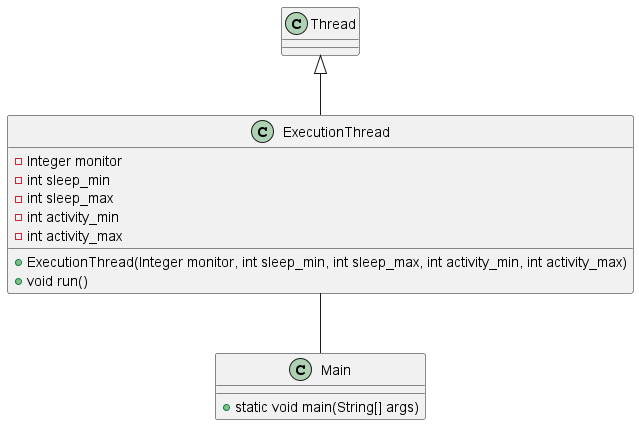 C Thread
C ExecutionThread
Integer monitor
int sleep_min
int sleep_max
int activity_min
int activity_max
ExecutionThread(Integer monitor, int sleep_min, int sleep_max, int activity_min, int activity_max)
void run()
C Main
static void main(String[] args)